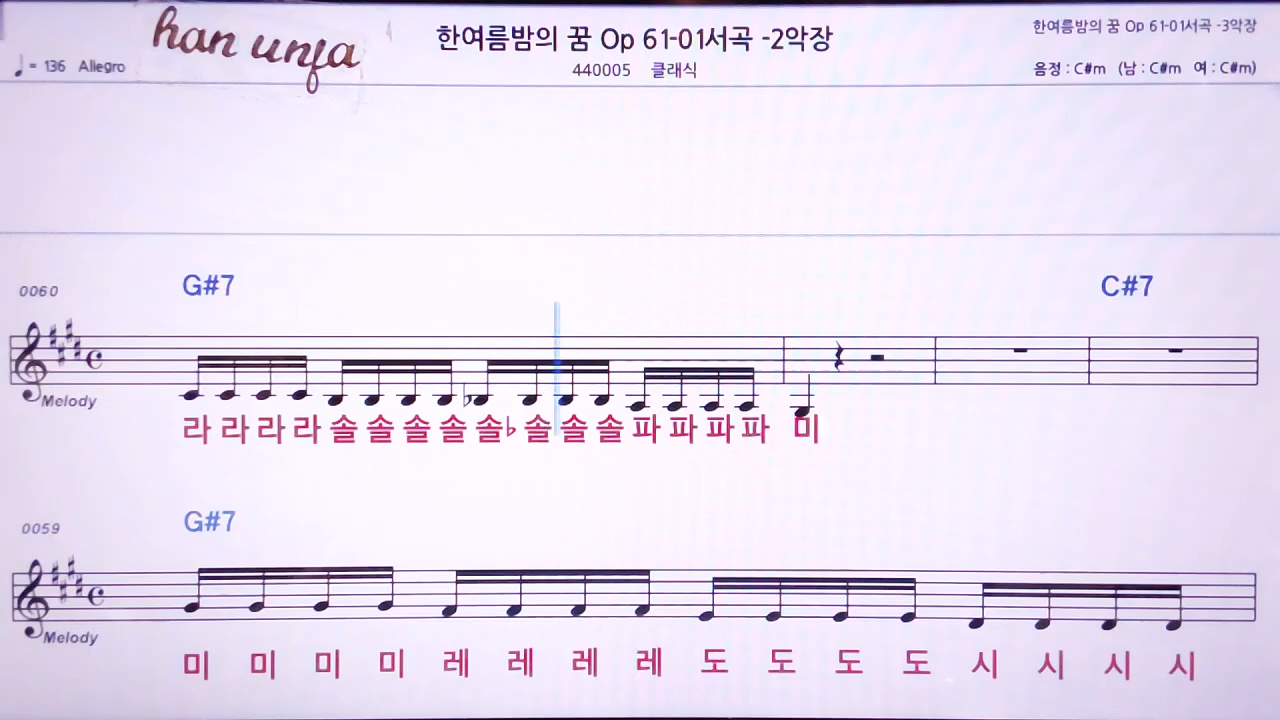 han unfa
한여름밤의 꿈 Op 61-01서곡 -2악장
한여름밤의 꿈 Op 61-01서곡 -3악장
♩= 136 Allegro
440005 클래식
음정 : C#m (남 : C#m 여 : C#m)
0060
G#7
C#7
Melody
라 라 라 라 솔 솔 솔 솔 솔♭ 솔 솔 솔 파 파 파 파 미
0059
G#7
Melody
미 미 미 미 레 레 레 레 도 도 도 도 시 시 시 시